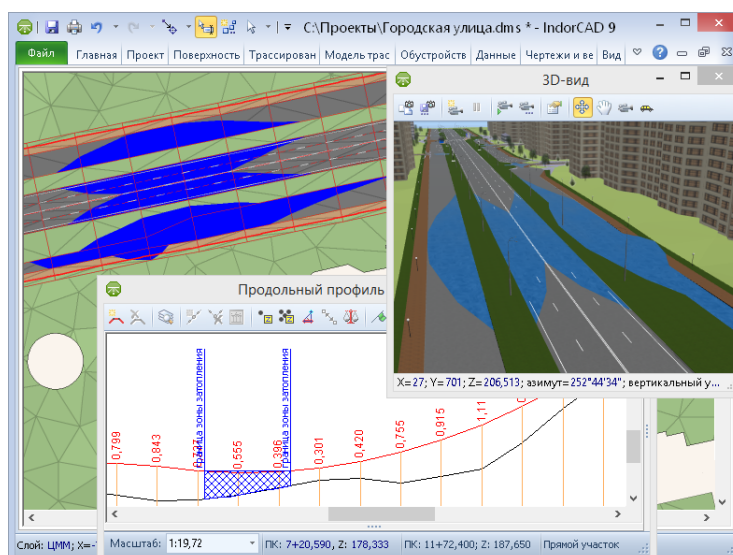 C:\Проекты\Городская улица.dms * - IndorCAD 9
Файл Главная Проект Поверхность Трассирован Модель трас Обустройств Данные Чертежи и ве Вид
3D-вид
X=27; Y=701; Z=206,513; азимут=252°44'34"; вертикальный у...
Продольный профиль
Граница зоны затопления
Граница зоны затопления
0,799
0,843
0,555
0,396
0,301
0,420
0,755
0,915
Масштаб: 1:19,72 ПК: 7+20,590, Z: 178,333 ПК: 11+72,400; Z: 187,650 Прямой участок
Слой: ЦММ; X=-